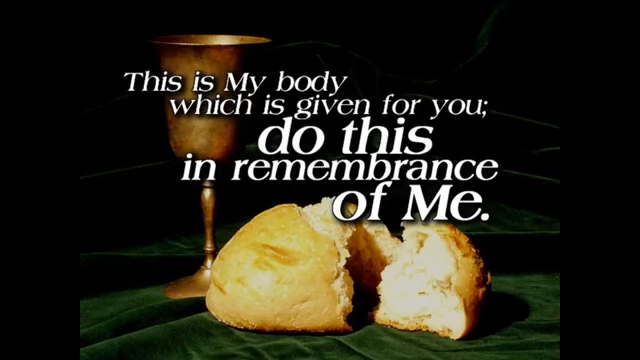 This is My body
which is given for you;
do this
in remembrance
of Me.